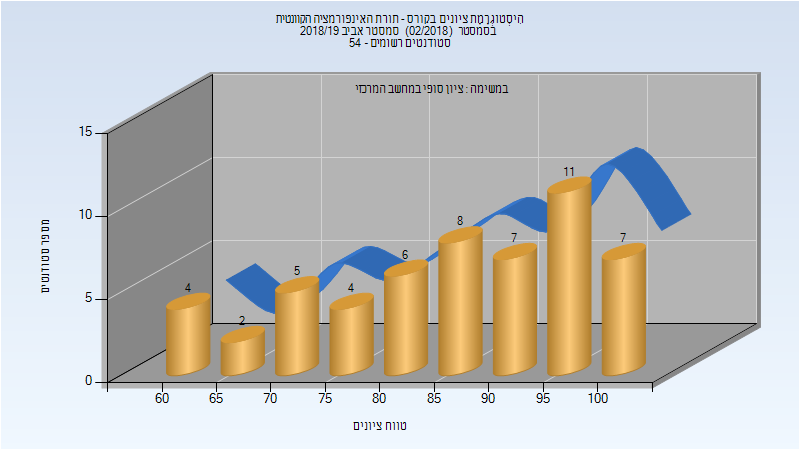 הִיסְטוֹגְרָמַת ציונים בקורס - תורת האינפורמציה הקוונטית
בסמסטר (02/2018) סמסטר אביב 2018/19
סטודנטים רשומים - 54
במשימה : ציון סופי במחשב המרכזי
15
10
5
0
מספר סטודנטים
4
2
5
4
6
8
7
11
7
60 65 70 75 80 85 90 95 100
טווח ציונים